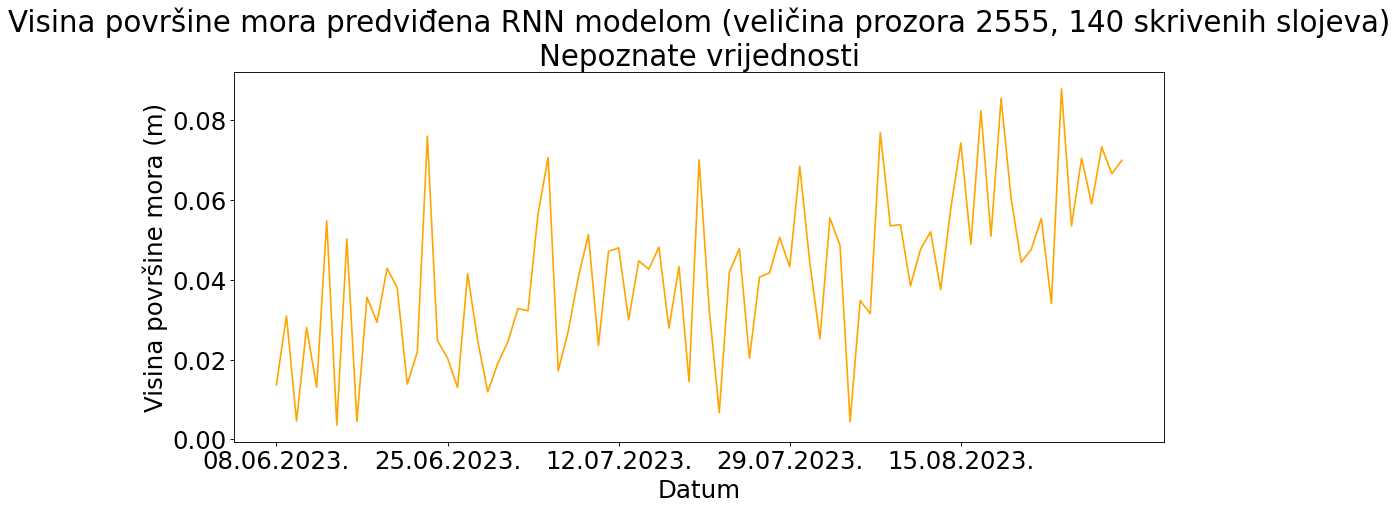 Visina površine mora predviđena RNN modelom (veličina prozora 2555, 140 skrivenih slojeva)
Nepoznate vrijednosti
Visina površine mora (m)
0.08
0.06
0.04
0.02
0.00
08.06.2023.
25.06.2023.
12.07.2023.
29.07.2023.
15.08.2023.
Datum